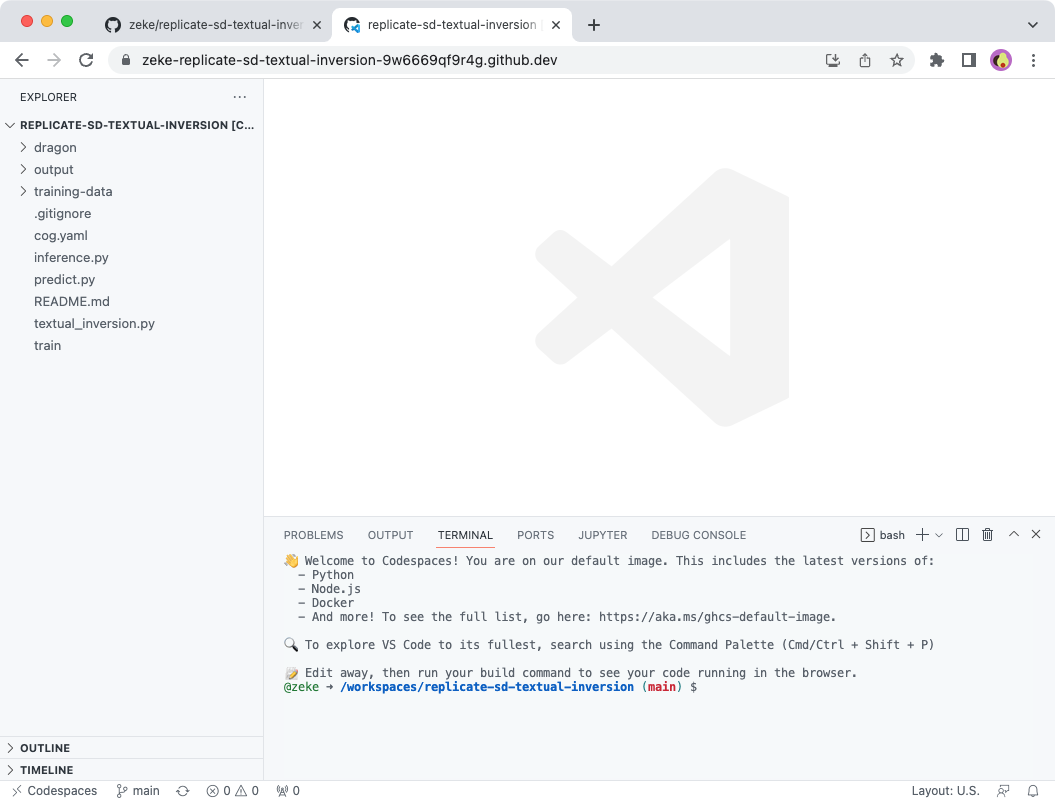 zeke/replicate-sd-textual-inver
replicate-sd-textual-inversion
zeke-replicate-sd-textual-inversion-9w6669qf9r4g.github.dev
EXPLORER
REPLICATE-SD-TEXTUAL-INVERSION [C...
dragon
output
training-data
.gitignore
cog.yaml
inference.py
predict.py
README.md
textual_inversion.py
train
OUTLINE
TIMELINE
PROBLEMS OUTPUT TERMINAL PORTS JUPYTER DEBUG CONSOLE bash
👋 Welcome to Codespaces! You are on our default image. This includes the latest versions of:
- Python
- Node.js
- Docker
- And more! To see the full list, go here: https://aka.ms/ghcs-default-image.
🔍 To explore VS Code to its fullest, search using the Command Palette (Cmd/Ctrl + Shift + P)
📝 Edit away, then run your build command to see your code running in the browser.
@zeke → /workspaces/replicate-sd-textual-inversion (main) $
Codespaces main 0 0 0 Layout: U.S.